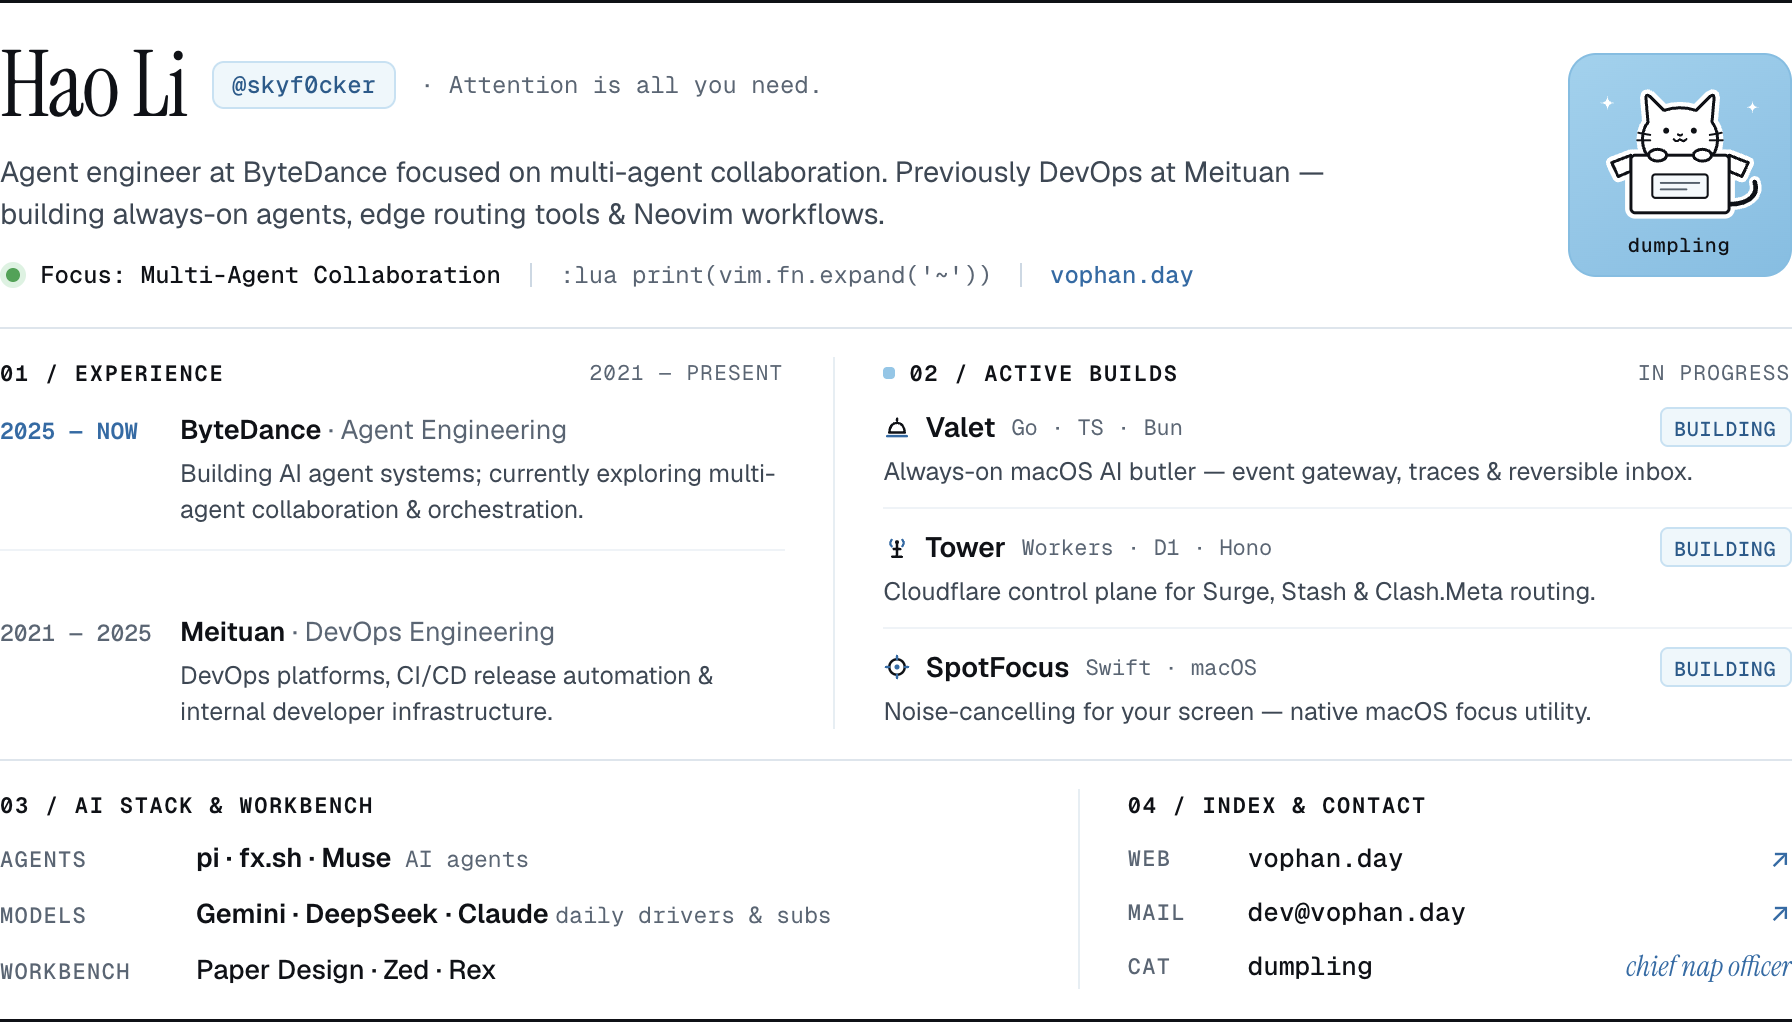 Hao Li @skyf0cker · Attention is all you need.
Agent engineer at ByteDance focused on multi-agent collaboration. Previously DevOps at Meituan —
building always-on agents, edge routing tools & Neovim workflows.
Focus: Multi-Agent Collaboration :lua print(vim.fn.expand('~')) vophan.day
dumpling
01 / EXPERIENCE 2021 — PRESENT
2025 — NOW ByteDance · Agent Engineering
Building AI agent systems; currently exploring multi-
agent collaboration & orchestration.
2021 — 2025 Meituan · DevOps Engineering
DevOps platforms, CI/CD release automation &
internal developer infrastructure.
02 / ACTIVE BUILDS IN PROGRESS
Valet Go · TS · Bun BUILDING
Always-on macOS AI butler — event gateway, traces & reversible inbox.
Tower Workers · D1 · Hono BUILDING
Cloudflare control plane for Surge, Stash & Clash.Meta routing.
SpotFocus Swift · macOS BUILDING
Noise-cancelling for your screen — native macOS focus utility.
03 / AI STACK & WORKBENCH
AGENTS pi · fx.sh · Muse AI agents
MODELS Gemini · DeepSeek · Claude daily drivers & subs
WORKBENCH Paper Design · Zed · Rex
04 / INDEX & CONTACT
WEB vophan.day ↗
MAIL dev@vophan.day ↗
CAT dumpling chief nap officer